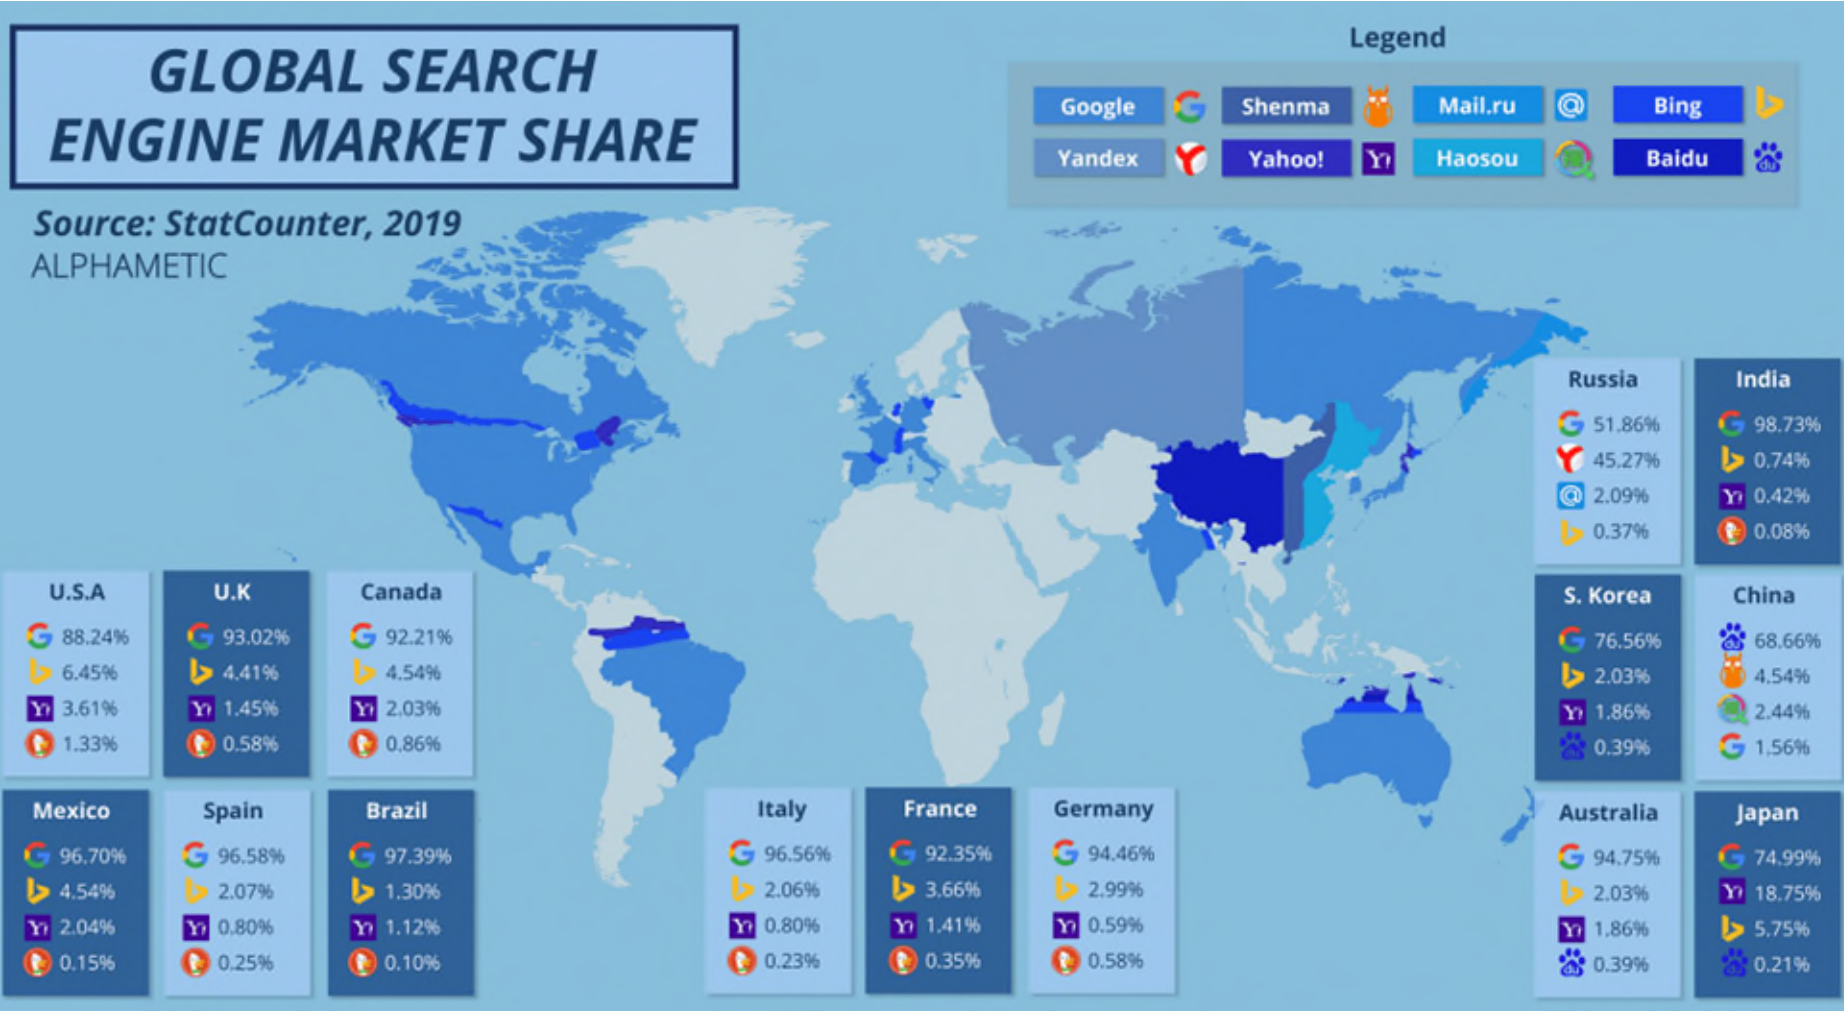 GLOBAL SEARCH
ENGINE MARKET SHARE
Source: StatCounter, 2019
ALPHAMETIC
Legend
Google
Shenma
Mail.ru
Bing
Yandex
Yahoo!
Haosou
Baidu
U.S.A
88.24%
6.45%
3.61%
1.33%
U.K
93.02%
4.41%
1.45%
0.58%
Canada
92.21%
4.54%
2.03%
0.86%
Mexico
96.70%
4.54%
2.04%
0.15%
Spain
96.58%
2.07%
0.80%
0.25%
Brazil
97.39%
1.30%
1.12%
0.10%
Italy
96.56%
2.06%
0.80%
0.23%
France
92.35%
3.66%
1.41%
0.35%
Germany
94.46%
2.99%
0.59%
0.58%
Russia
51.86%
45.27%
2.09%
0.37%
India
98.73%
0.74%
0.42%
0.08%
S. Korea
76.56%
2.03%
1.86%
0.39%
China
68.66%
4.54%
2.44%
1.56%
Australia
94.75%
2.03%
1.86%
0.39%
Japan
74.99%
18.75%
5.75%
0.21%